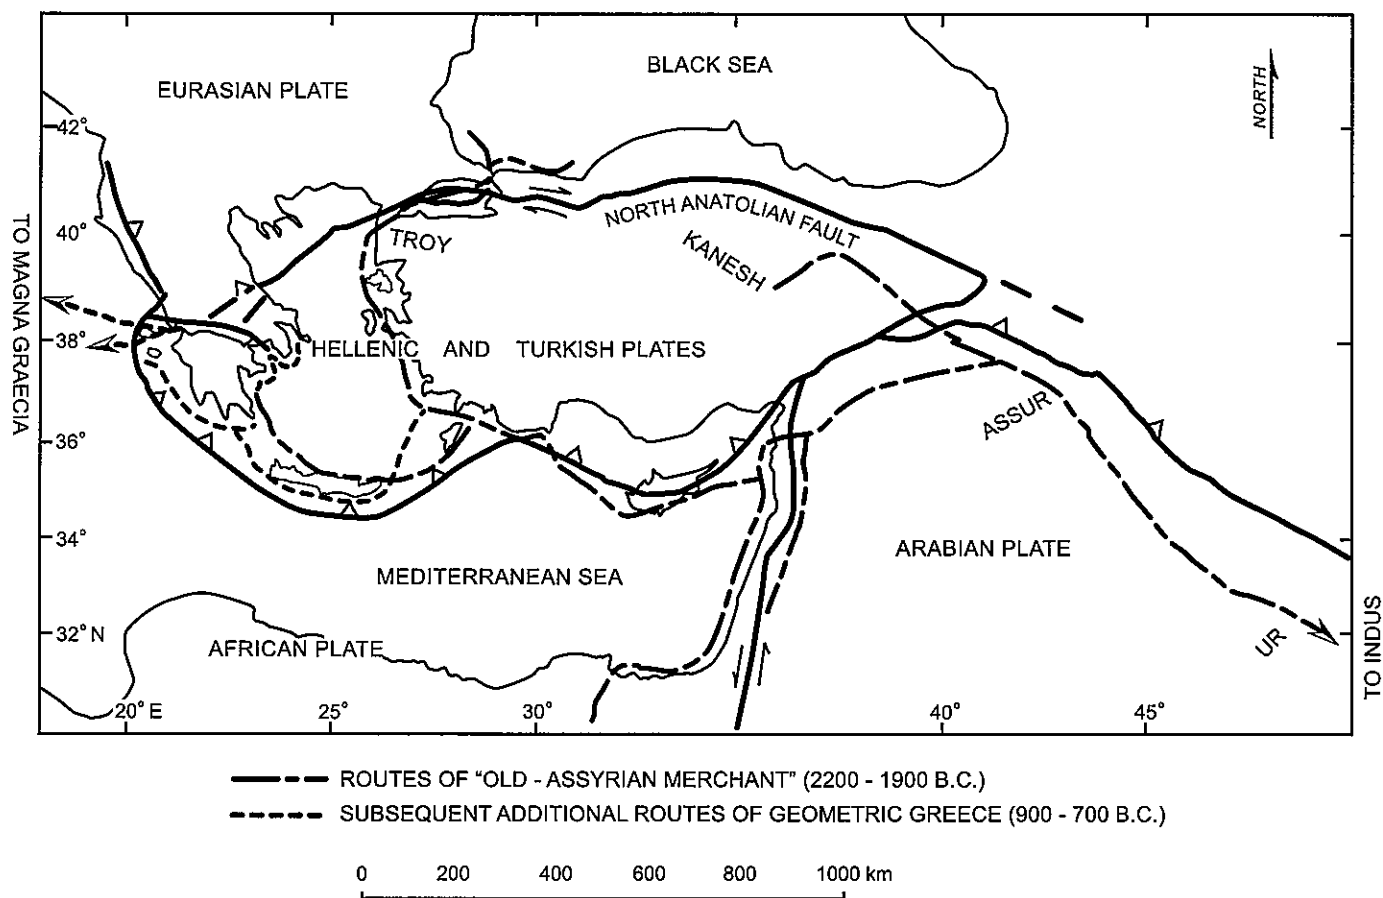 BLACK SEA
EURASIAN PLATE
NORTH
42°
40°
38°
36°
34°
32° N
TO MAGNA GRAECIA
NORTH ANATOLIAN FAULT
TROY
KANESH
HELLENIC AND TURKISH PLATES
ASSUR
ARABIAN PLATE
MEDITERRANEAN SEA
AFRICAN PLATE
UR
TO INDUS
20° E
25°
30°
40°
45°
ROUTES OF "OLD - ASSYRIAN MERCHANT" (2200 - 1900 B.C.)
SUBSEQUENT ADDITIONAL ROUTES OF GEOMETRIC GREECE (900 - 700 B.C.)
0 200 400 600 800 1000 km